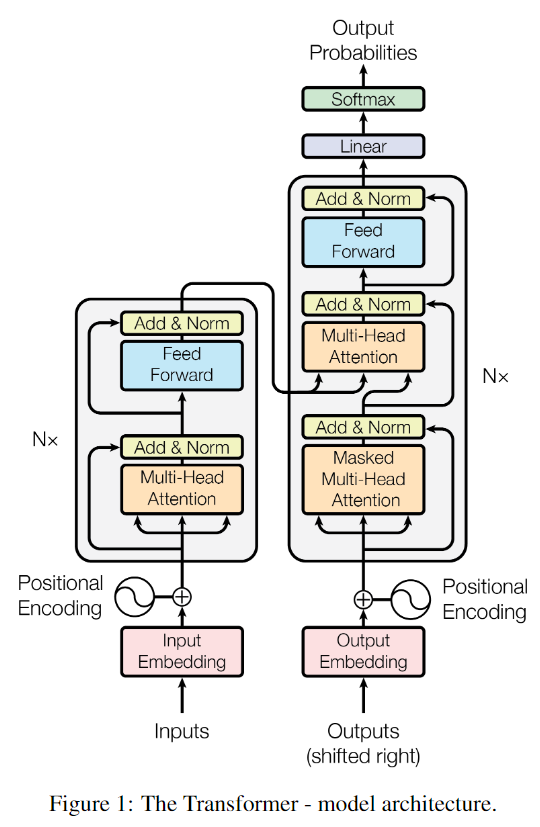 Output
Probabilities
Softmax
Linear
Add & Norm
Feed
Forward
Add & Norm
Multi-Head
Attention
Add & Norm
Masked
Multi-Head
Attention
N×
Add & Norm
Feed
Forward
N×
Add & Norm
Multi-Head
Attention
Positional
Encoding
Positional
Encoding
Input
Embedding
Output
Embedding
Inputs
Outputs
(shifted right)
Figure 1: The Transformer - model architecture.